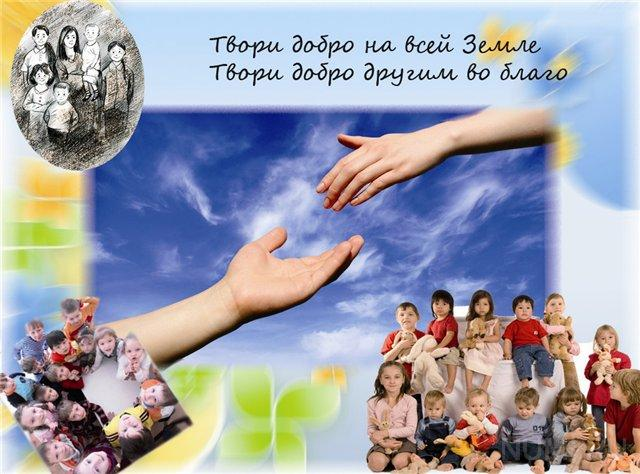 Твори добро на всей Земле
Твори добро другим во благо